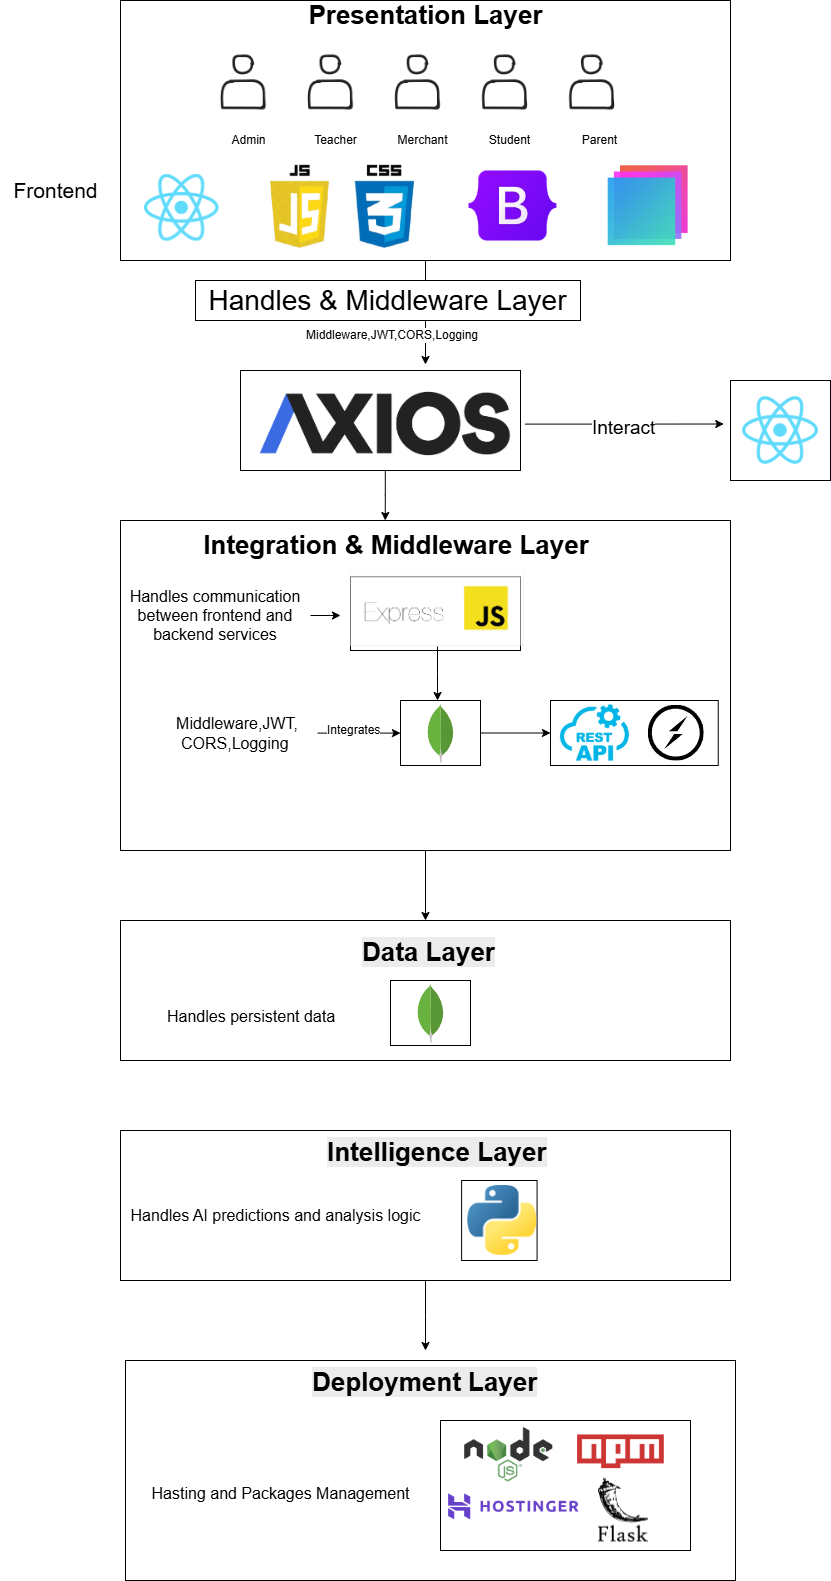 Presentation Layer
Admin
Teacher
Merchant
Student
Parent
Frontend
JS
CSS
JS
3
B
Handles & Middleware Layer
Middleware,JWT,CORS,Logging
AXIOS
Interact
Integration & Middleware Layer
Handles communication
between frontend and
backend services
Express
JS
Middleware,JWT,
CORS,Logging
Integrates
REST
API
Data Layer
Handles persistent data
Intelligence Layer
Handles AI predictions and analysis logic
Deployment Layer
node
JS
npm
Hasting and Packages Management
HOSTINGER
Flask